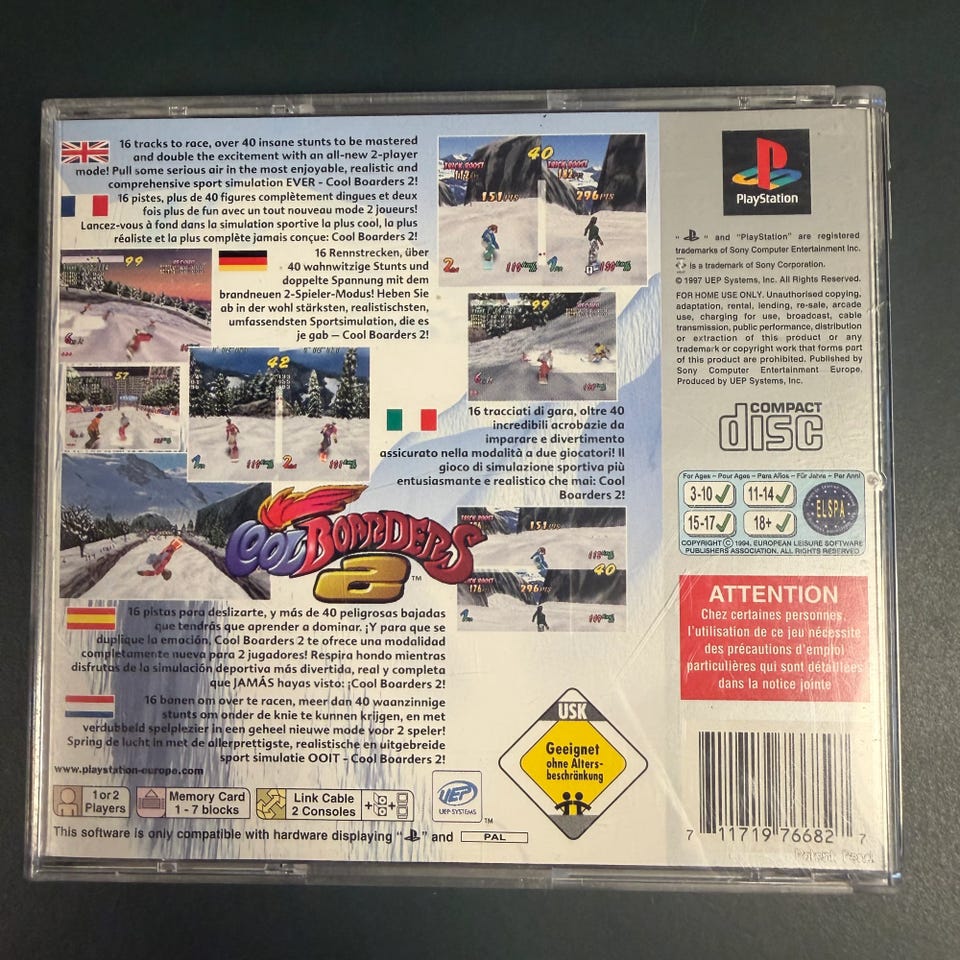 16 tracks to race, over 40 insane stunts to be mastered
and double the excitement with an all-new 2-player
mode! Pull some serious air in the most enjoyable, realistic and
comprehensive sport simulation EVER - Cool Boarders 2!
16 pistes, plus de 40 figures complètement dingues et deux
fois plus de fun avec un tout nouveau mode 2 joueurs!
Lancez-vous à fond dans la simulation sportive la plus cool, la plus
réaliste et la plus complète jamais conçue: Cool Boarders 2!
16 Rennstrecken, über
40 wahnwitzige Stunts und
doppelte Spannung mit dem
brandneuen 2-Spieler-Modus! Heben Sie
ab in der wohl stärksten, realistischsten,
umfassendsten Sportsimulation, die es
je gab – Cool Boarders 2!
40
TRICK BOOST
151PTS
296PTS
99
99
57
42
16 tracciati di gara, oltre 40
incredibili acrobazie da
imparare e divertimento
assicurato nella modalità a due giocatori! Il
gioco di simulazione sportiva più
entusiasmante e realistico che mai: Cool
Boarders 2!
COOL BOARDERS 2 ™
151PTS
40
296PTS
16 pistas para deslizarte, y más de 40 peligrosas bajadas
que tendrás que aprender a dominar. ¡Y para que se
duplique la emoción, Cool Boarders 2 te ofrece una modalidad
completamente nueva para 2 jugadores! Respira hondo mientras
disfrutas de la simulación deportiva más divertida, real y completa
que JAMÁS hayas visto: ¡Cool Boarders 2!
16 banen om over te racen, meer dan 40 waanzinnige
stunts om onder de knie te kunnen krijgen, en met
verdubbeld spelplezier in een geheel nieuwe mode voor 2 speler!
Spring de lucht in met de allerprettigste, realistische en uitgebreide
sport simulatie OOIT - Cool Boarders 2!
www.playstation-europe.com
1 or 2
Players
Memory Card
1 - 7 blocks
Link Cable
2 Consoles
UEP
UEP SYSTEMS
™
This software is only compatible with hardware displaying " " and PAL
USK
Geeignet
ohne Alters-
beschränkung
PlayStation
" " and "PlayStation" are registered
trademarks of Sony Computer Entertainment Inc.
is a trademark of Sony Corporation.
© 1997 UEP Systems, Inc. All Rights Reserved.
FOR HOME USE ONLY. Unauthorised copying,
adaptation, rental, lending, re-sale, arcade
use, charging for use, broadcast, cable
transmission, public performance, distribution
or extraction of this product or any
trademark or copyright work that forms part
of this product are prohibited. Published by
Sony Computer Entertainment Europe.
Produced by UEP Systems, Inc.
COMPACT
disc
For Ages – Pour Ages – Para Años – Für Jahre – Per Anni
3-10
11-14
15-17
18+
ELSPA
COPYRIGHT © 1994, EUROPEAN LEISURE SOFTWARE
PUBLISHERS ASSOCIATION. ALL RIGHTS RESERVED
ATTENTION
Chez certaines personnes,
l'utilisation de ce jeu nécessite
des précautions d'emploi
particulières qui sont détaillées
dans la notice jointe
7 11719 76682 7